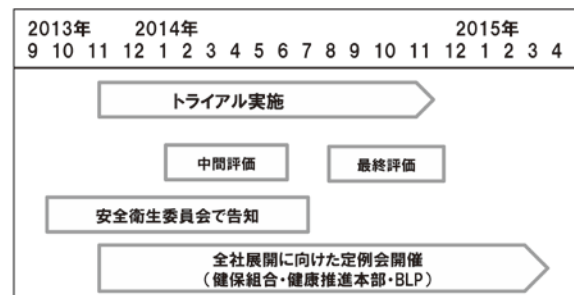 2013年 2014年 2015年
9 10 11 12 1 2 3 4 5 6 7 8 9 10 11 12 1 2 3 4
トライアル実施
中間評価 最終評価
安全衛生委員会で告知
全社展開に向けた定例会開催
（健保組合・健康推進本部・BLP）